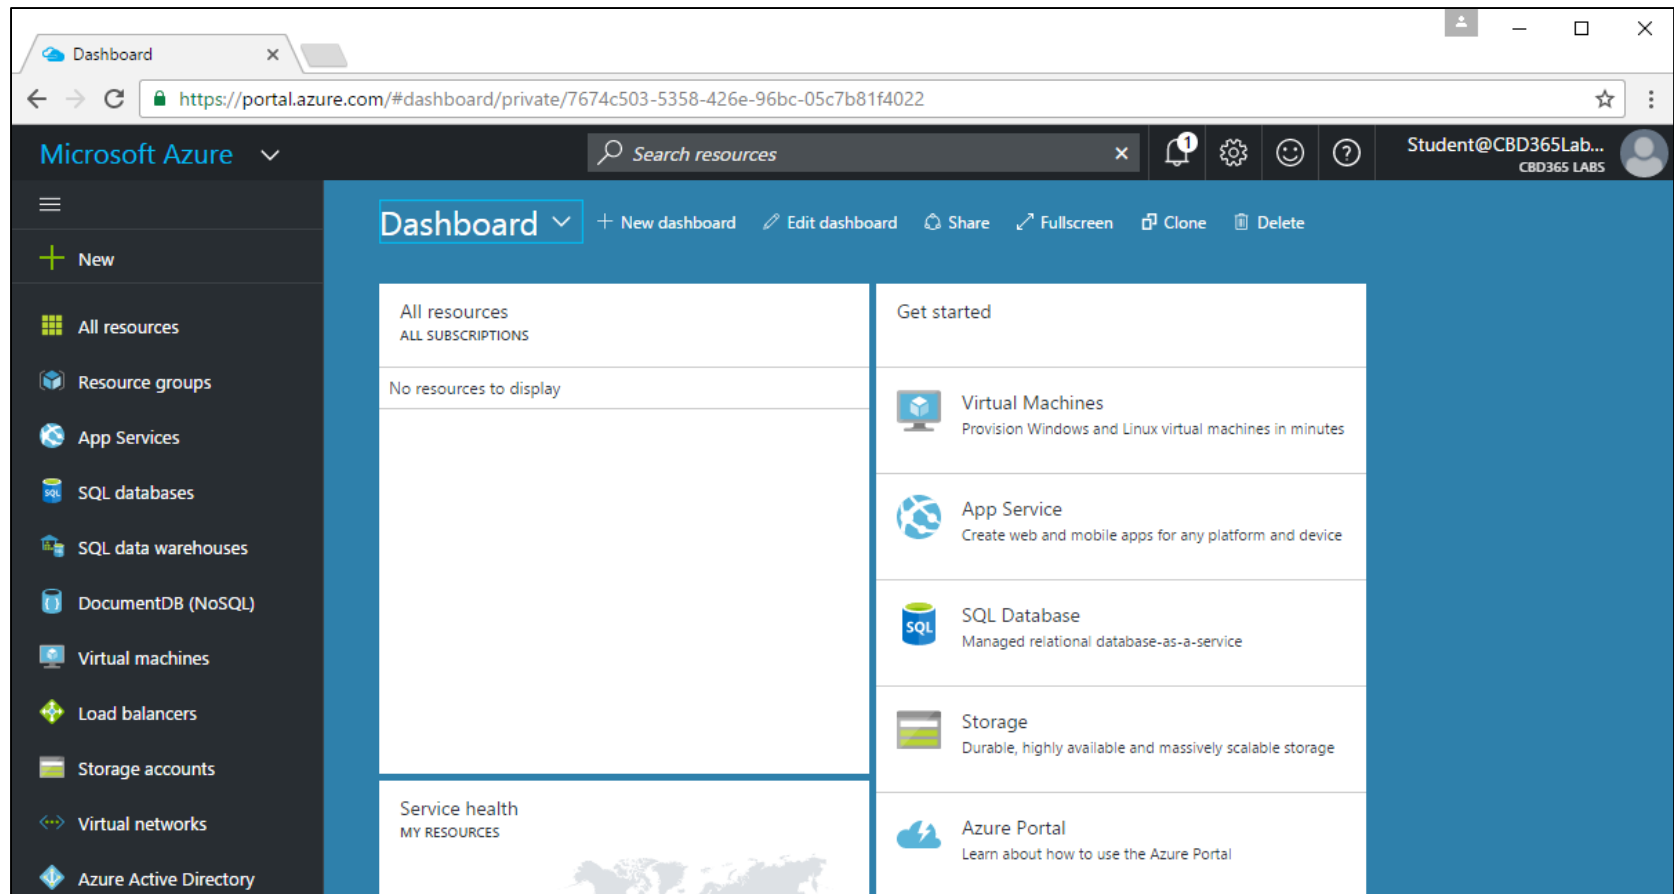 Dashboard
https://portal.azure.com/#dashboard/private/7674c503-5358-426e-96bc-05c7b81f4022
Microsoft Azure
Search resources
1
Student@CBD365Lab...
CBD365 LABS
New
All resources
Resource groups
App Services
SQL databases
SQL data warehouses
DocumentDB (NoSQL)
Virtual machines
Load balancers
Storage accounts
Virtual networks
Azure Active Directory
Dashboard
New dashboard
Edit dashboard
Share
Fullscreen
Clone
Delete
All resources
ALL SUBSCRIPTIONS
No resources to display
Service health
MY RESOURCES
Get started
Virtual Machines
Provision Windows and Linux virtual machines in minutes
App Service
Create web and mobile apps for any platform and device
SQL
SQL Database
Managed relational database-as-a-service
Storage
Durable, highly available and massively scalable storage
Azure Portal
Learn about how to use the Azure Portal